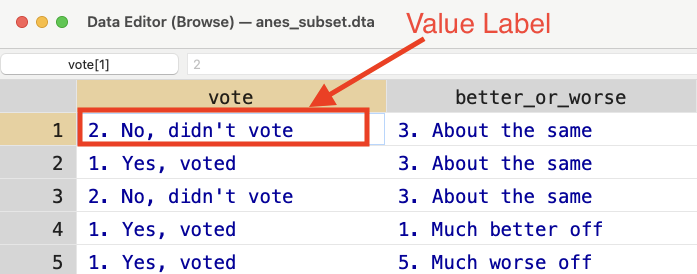 Data Editor (Browse) — anes_subset.dta
Value Label
vote[1] 2
vote better_or_worse
1 2. No, didn't vote 3. About the same
2 1. Yes, voted 3. About the same
3 2. No, didn't vote 3. About the same
4 1. Yes, voted 1. Much better off
5 1. Yes, voted 5. Much worse off